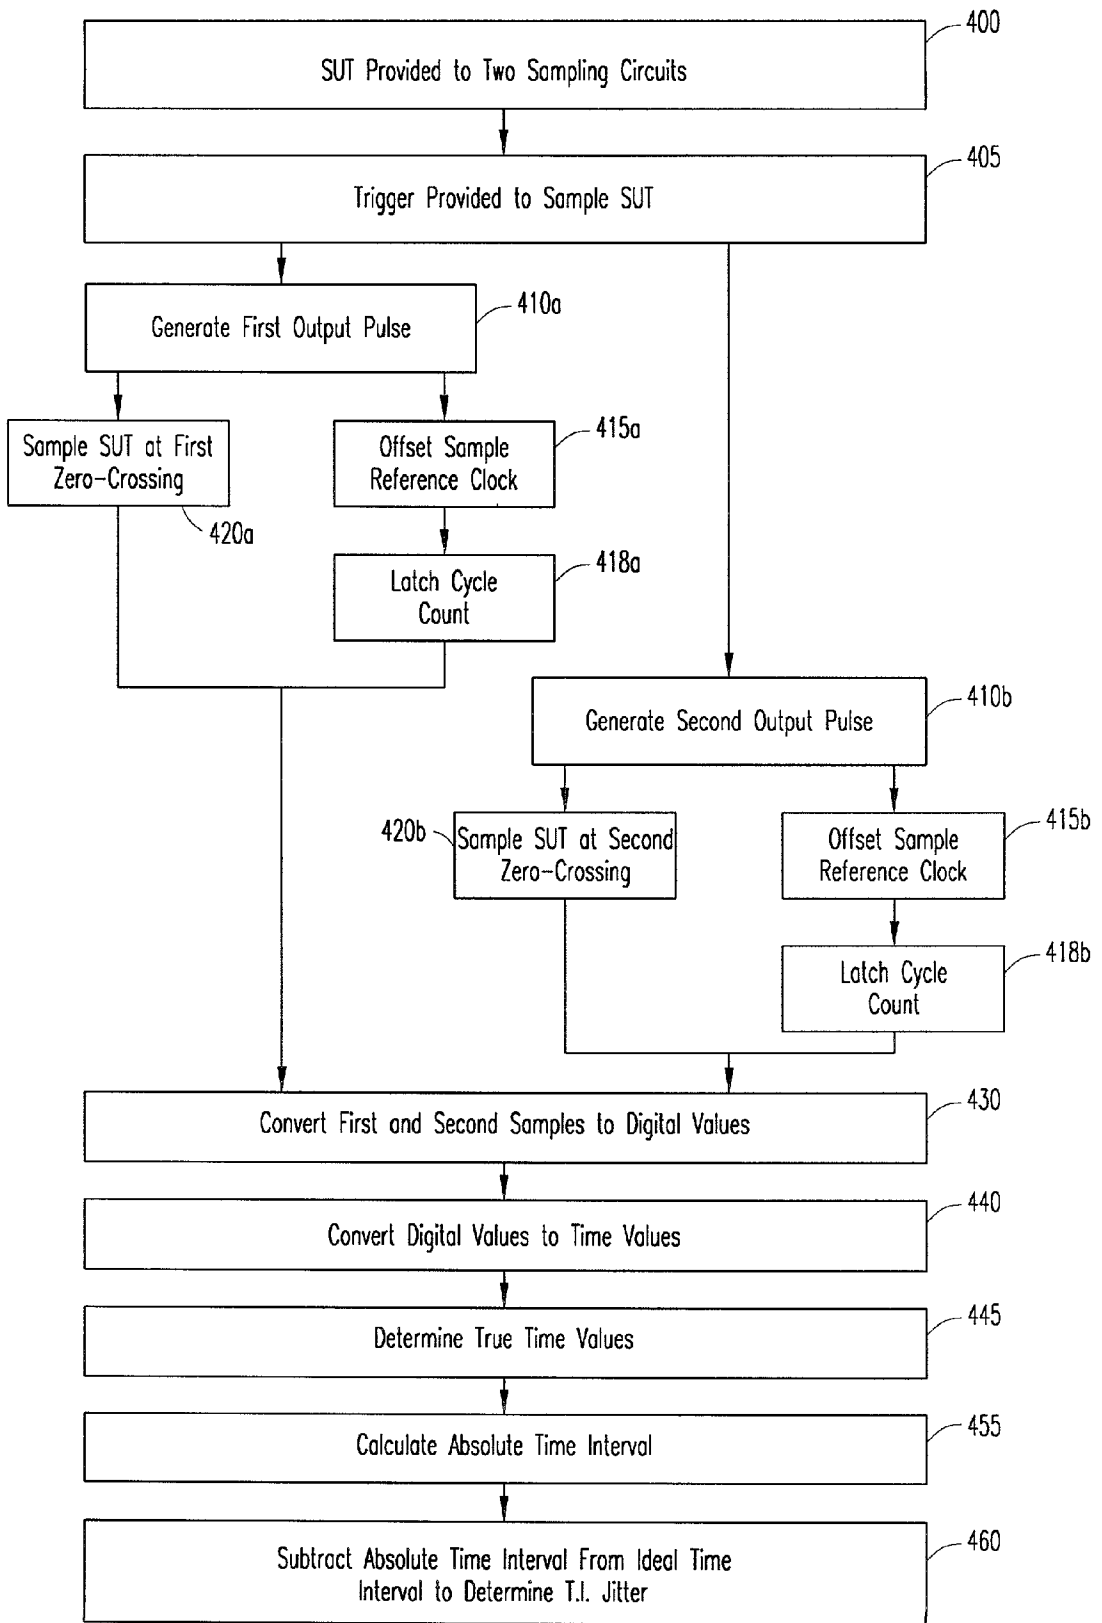 400
SUT Provided to Two Sampling Circuits
405
Trigger Provided to Sample SUT
410a
Generate First Output Pulse
Sample SUT at First
Zero-Crossing
420a
415a
Offset Sample
Reference Clock
418a
Latch Cycle
Count
410b
Generate Second Output Pulse
420b
Sample SUT at Second
Zero-Crossing
415b
Offset Sample
Reference Clock
418b
Latch Cycle
Count
430
Convert First and Second Samples to Digital Values
440
Convert Digital Values to Time Values
445
Determine True Time Values
455
Calculate Absolute Time Interval
460
Subtract Absolute Time Interval From Ideal Time
Interval to Determine T.I. Jitter